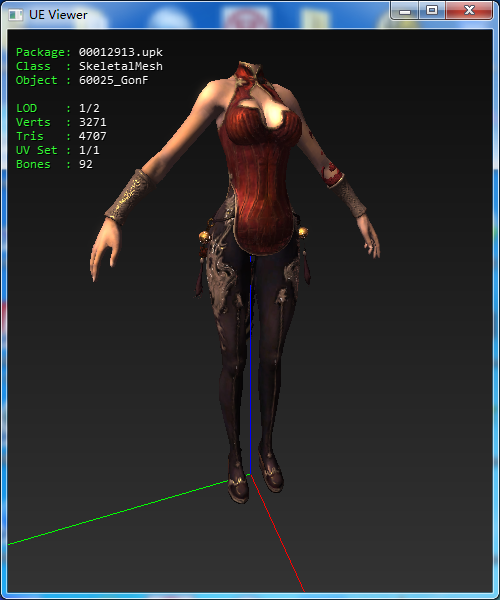 UE Viewer
Package: 00012913.upk
Class : SkeletalMesh
Object : 60025_GonF
LOD : 1/2
Verts : 3271
Tris : 4707
UV Set : 1/1
Bones : 92